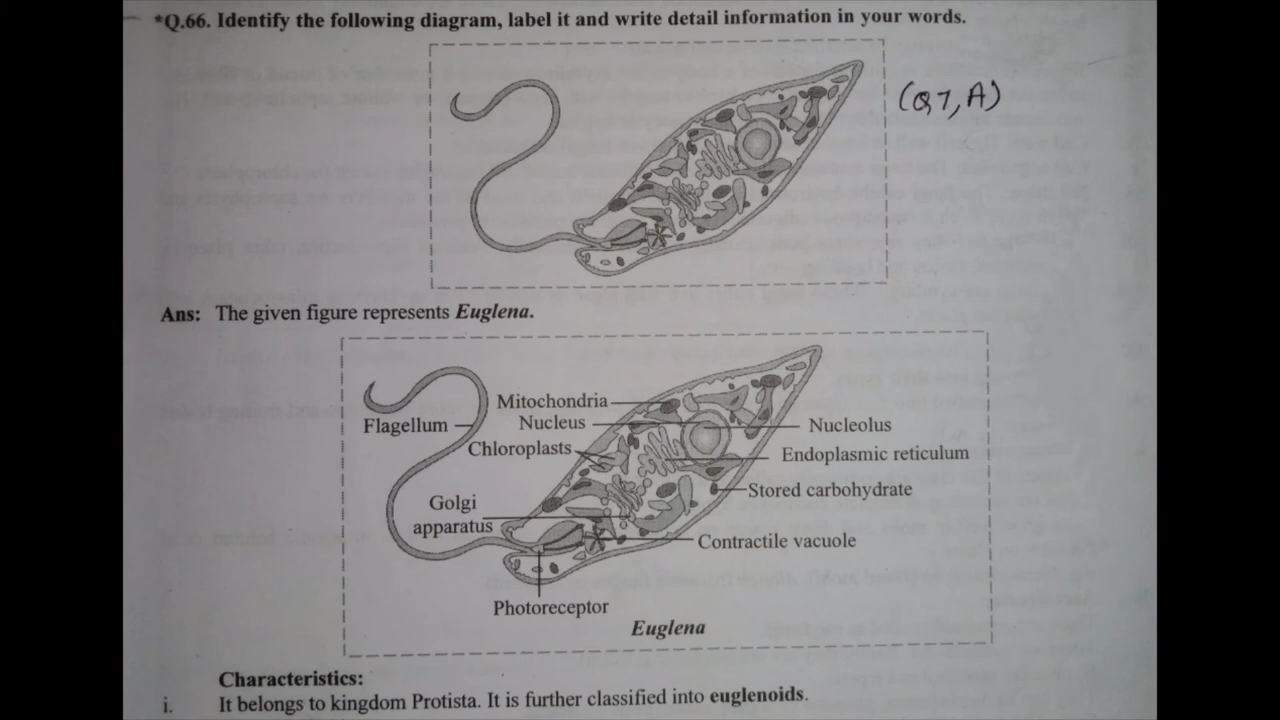 *Q.66. Identify the following diagram, label it and write detail information in your words.
(Q7, A)
Ans: The given figure represents Euglena.
Mitochondria
Nucleus
Flagellum
Nucleolus
Chloroplasts
Endoplasmic reticulum
Stored carbohydrate
Golgi
apparatus
Contractile vacuole
Photoreceptor
Euglena
Characteristics:
i. It belongs to kingdom Protista. It is further classified into euglenoids.